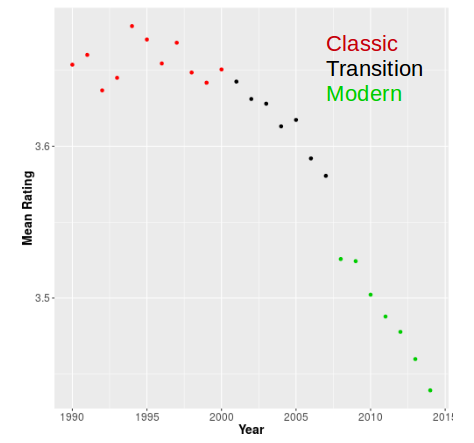 Classic
Transition
Modern
3.6
3.5
Mean Rating
1990 1995 2000 2005 2010 2015
Year